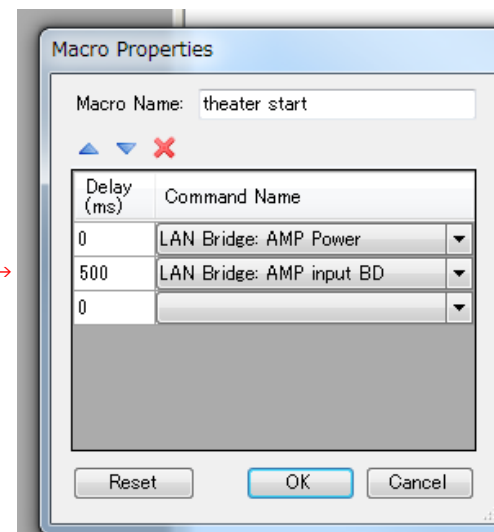 Macro Properties
Macro Name: theater start
Delay (ms) Command Name
0 LAN Bridge: AMP Power
500 LAN Bridge: AMP input BD
0
Reset OK Cancel